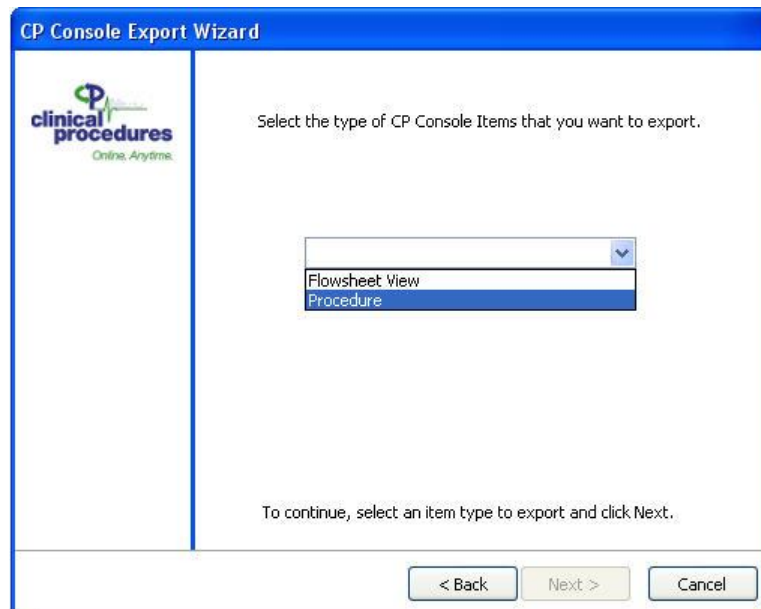 CP Console Export Wizard
CP
clinical
procedures
Online. Anytime.
Select the type of CP Console Items that you want to export.
Flowsheet View
Procedure
To continue, select an item type to export and click Next.
< Back
Next >
Cancel